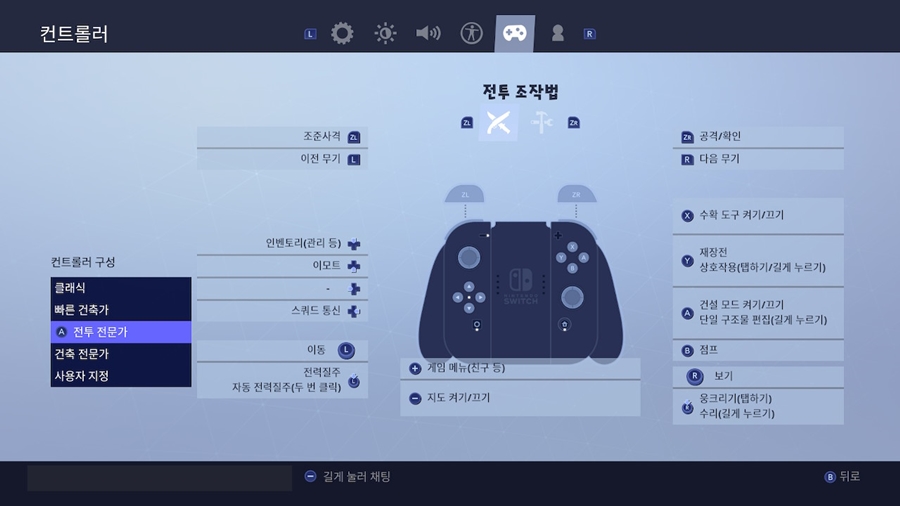 컨트롤러
L
R
전투 조작법
ZL
ZR
조준사격 ZL
이전 무기 L
ZR 공격/확인
R 다음 무기
ZL
ZR
X 수확 도구 켜기/끄기
인벤토리(관리 등)
이모트
-
스쿼드 통신
Y 재장전
상호작용(탭하기/길게 누르기)
X
Y A
B
A 건설 모드 켜기/끄기
단일 구조물 편집(길게 누르기)
NINTENDO
SWITCH
컨트롤러 구성
클래식
빠른 건축가
A 전투 전문가
건축 전문가
사용자 지정
이동 L
전력질주
자동 전력질주(두 번 클릭)
B 점프
R 보기
웅크리기(탭하기)
수리(길게 누르기)
게임 메뉴(친구 등)
지도 켜기/끄기
길게 눌러 채팅
B 뒤로